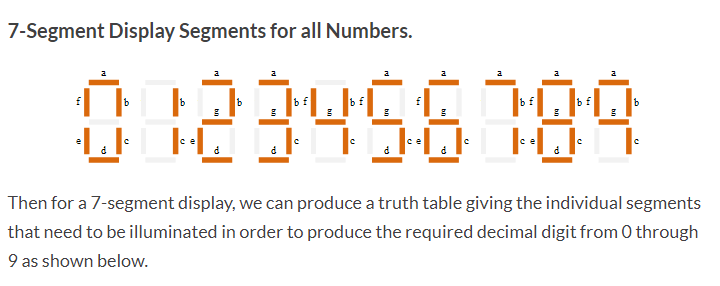 7-Segment Display Segments for all Numbers.
a a a a a a a a
f b b b b f b f f b f b f b
g g g g g g g
e c c e c c c e c c e c c
d d d d d d
Then for a 7-segment display, we can produce a truth table giving the individual segments
that need to be illuminated in order to produce the required decimal digit from 0 through
9 as shown below.